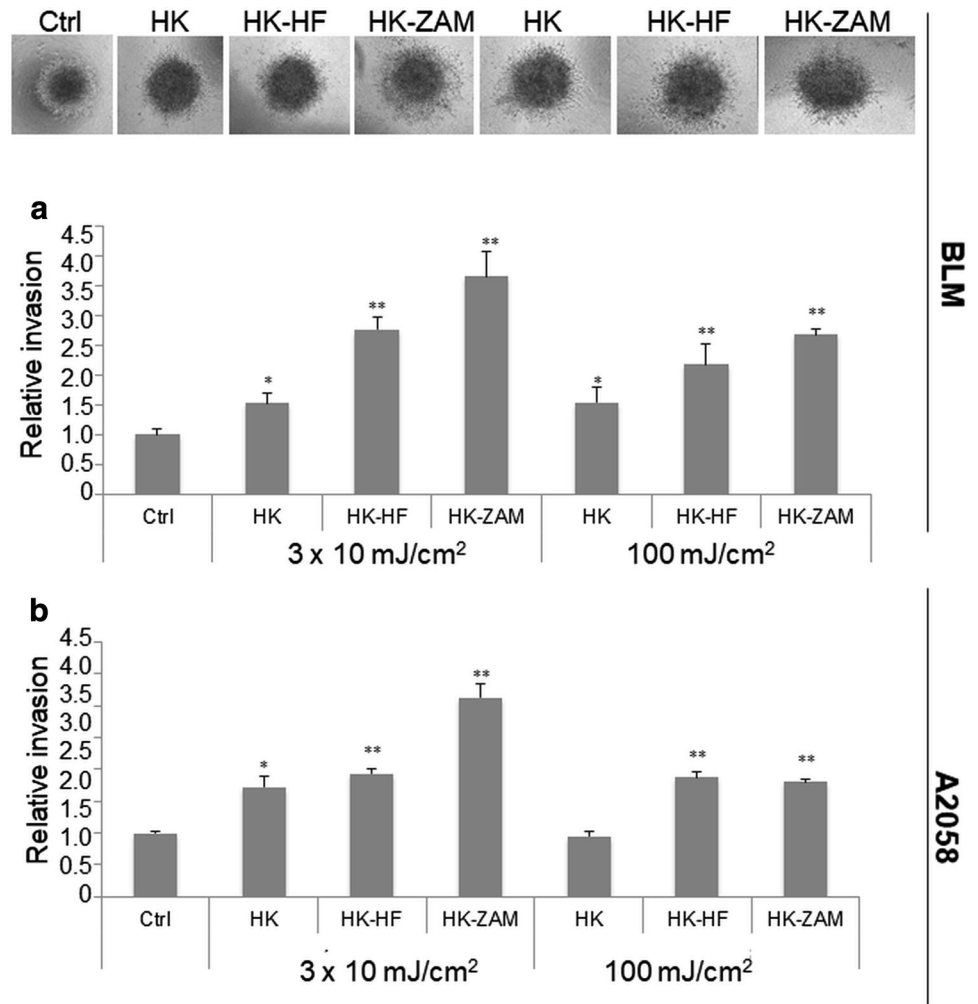 Ctrl HK HK-HF HK-ZAM HK HK-HF HK-ZAM
a
Relative invasion
4.5
4.0
3.5
3.0
2.5
2.0
1.5
1.0
0.5
0
* ** ** * ** **
Ctrl HK HK-HF HK-ZAM HK HK-HF HK-ZAM
3 x 10 mJ/cm² 100 mJ/cm²
BLM
b
Relative invasion
4.5
4.0
3.5
3.0
2.5
2.0
1.5
1.0
0.5
0
* ** ** ** **
Ctrl HK HK-HF HK-ZAM HK HK-HF HK-ZAM
3 x 10 mJ/cm² 100 mJ/cm²
A2058